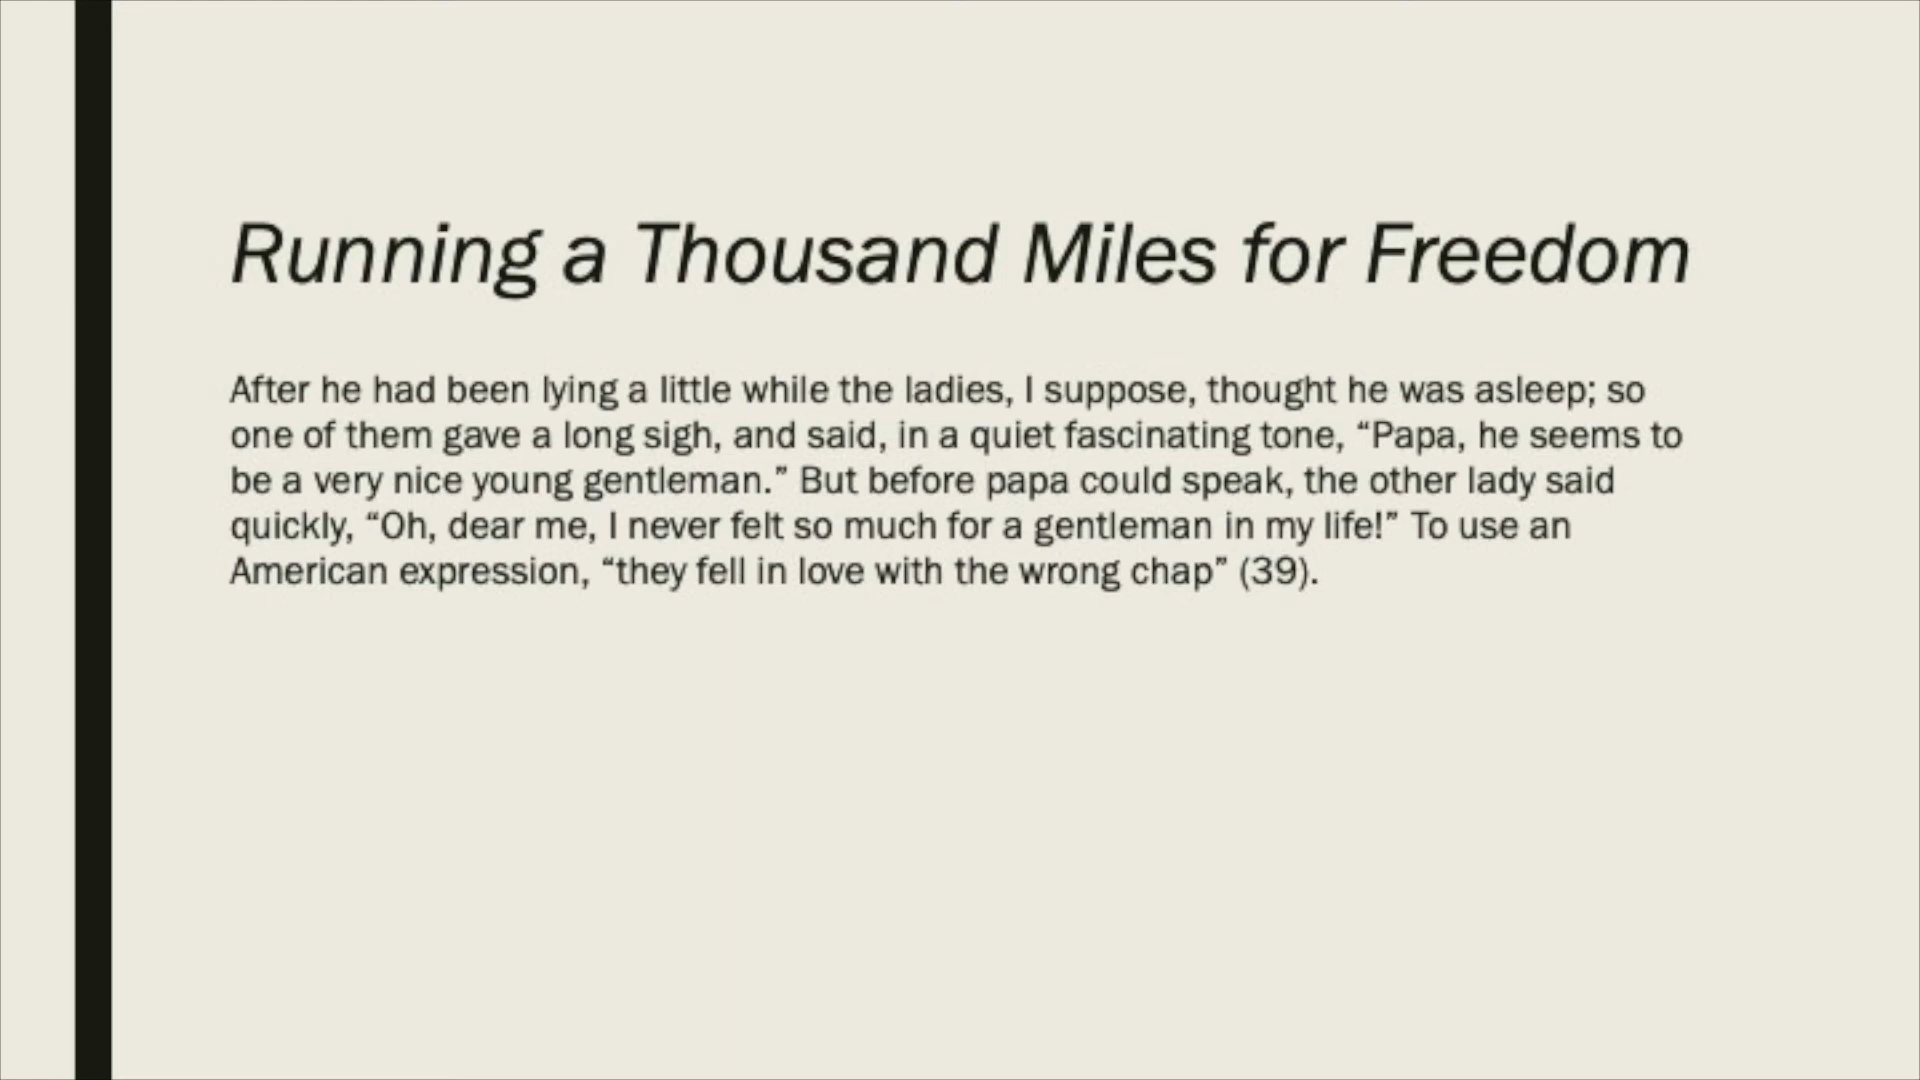 Running a Thousand Miles for Freedom
After he had been lying a little while the ladies, I suppose, thought he was asleep; so
one of them gave a long sigh, and said, in a quiet fascinating tone, “Papa, he seems to
be a very nice young gentleman.” But before papa could speak, the other lady said
quickly, “Oh, dear me, I never felt so much for a gentleman in my life!” To use an
American expression, “they fell in love with the wrong chap” (39).